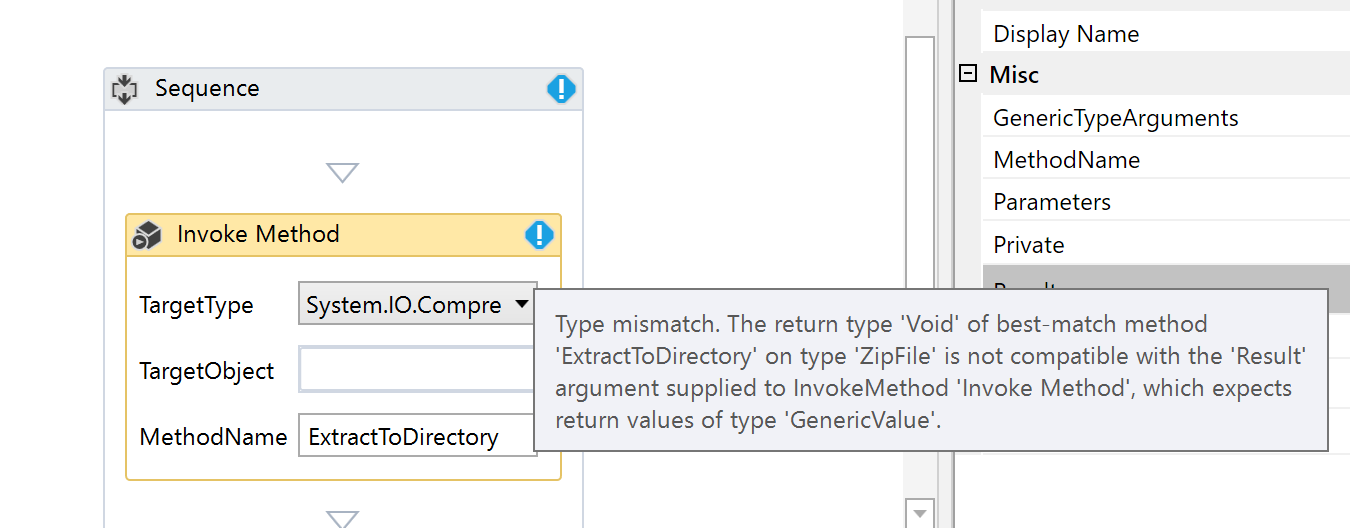 Display Name
Sequence
Misc
GenericTypeArguments
MethodName
Parameters
Invoke Method
Private
TargetType System.IO.Compre
Type mismatch. The return type 'Void' of best-match method
'ExtractToDirectory' on type 'ZipFile' is not compatible with the 'Result'
argument supplied to InvokeMethod 'Invoke Method', which expects
return values of type 'GenericValue'.
TargetObject
MethodName ExtractToDirectory